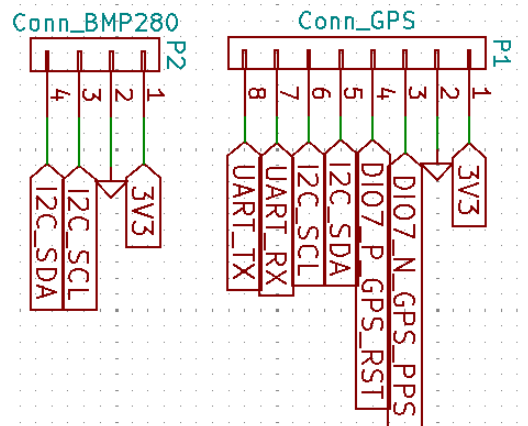 Conn_BMP280
P2
4
3
2
1
I2C_SDA
I2C_SCL
3V3
Conn_GPS
P1
8
7
6
5
4
3
2
1
UART_TX
UART_RX
I2C_SCL
I2C_SDA
DIO7_P_GPS_RST
DIO7_N_GPS_PPS
3V3